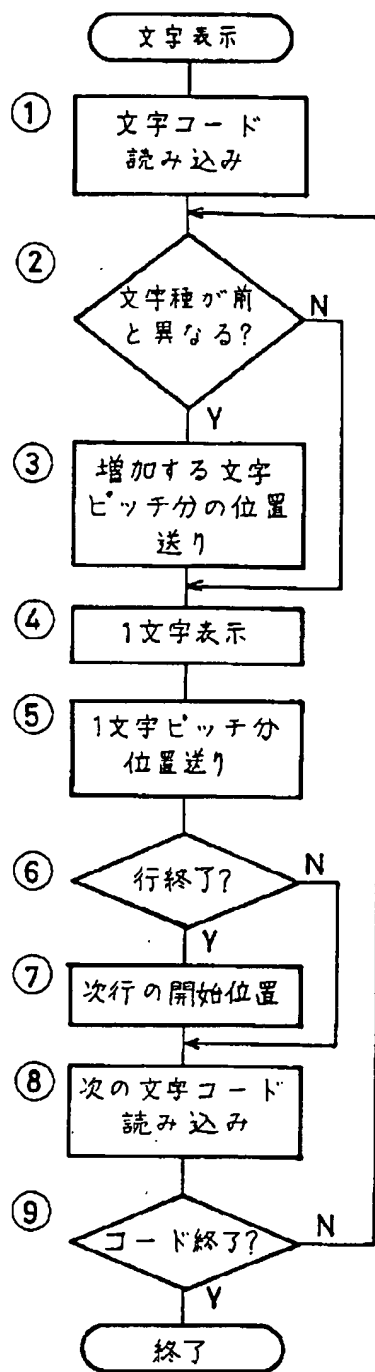 文字表示
①
文字コード
読み込み
②
文字種が前
と異なる?
N
Y
③
増加する文字
ピッチ分の位置
送り
④
1文字表示
⑤
1文字ピッチ分
位置送り
⑥
行終了?
N
Y
⑦
次行の開始位置
⑧
次の文字コード
読み込み
⑨
コード終了?
N
Y
終了